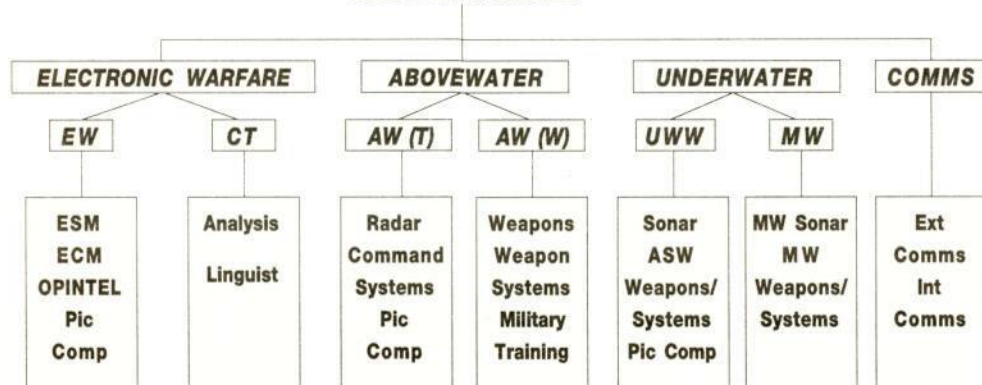 ELECTRONIC WARFARE
ABOVEWATER
UNDERWATER
COMMS
EW
CT
AW (T)
AW (W)
UWW
MW
ESM
ECM
OPINTEL
Pic
Comp
Analysis
Linguist
Radar
Command
Systems
Pic
Comp
Weapons
Weapon
Systems
Military
Training
Sonar
ASW
Weapons/
Systems
Pic Comp
MW Sonar
MW
Weapons/
Systems
Ext
Comms
Int
Comms